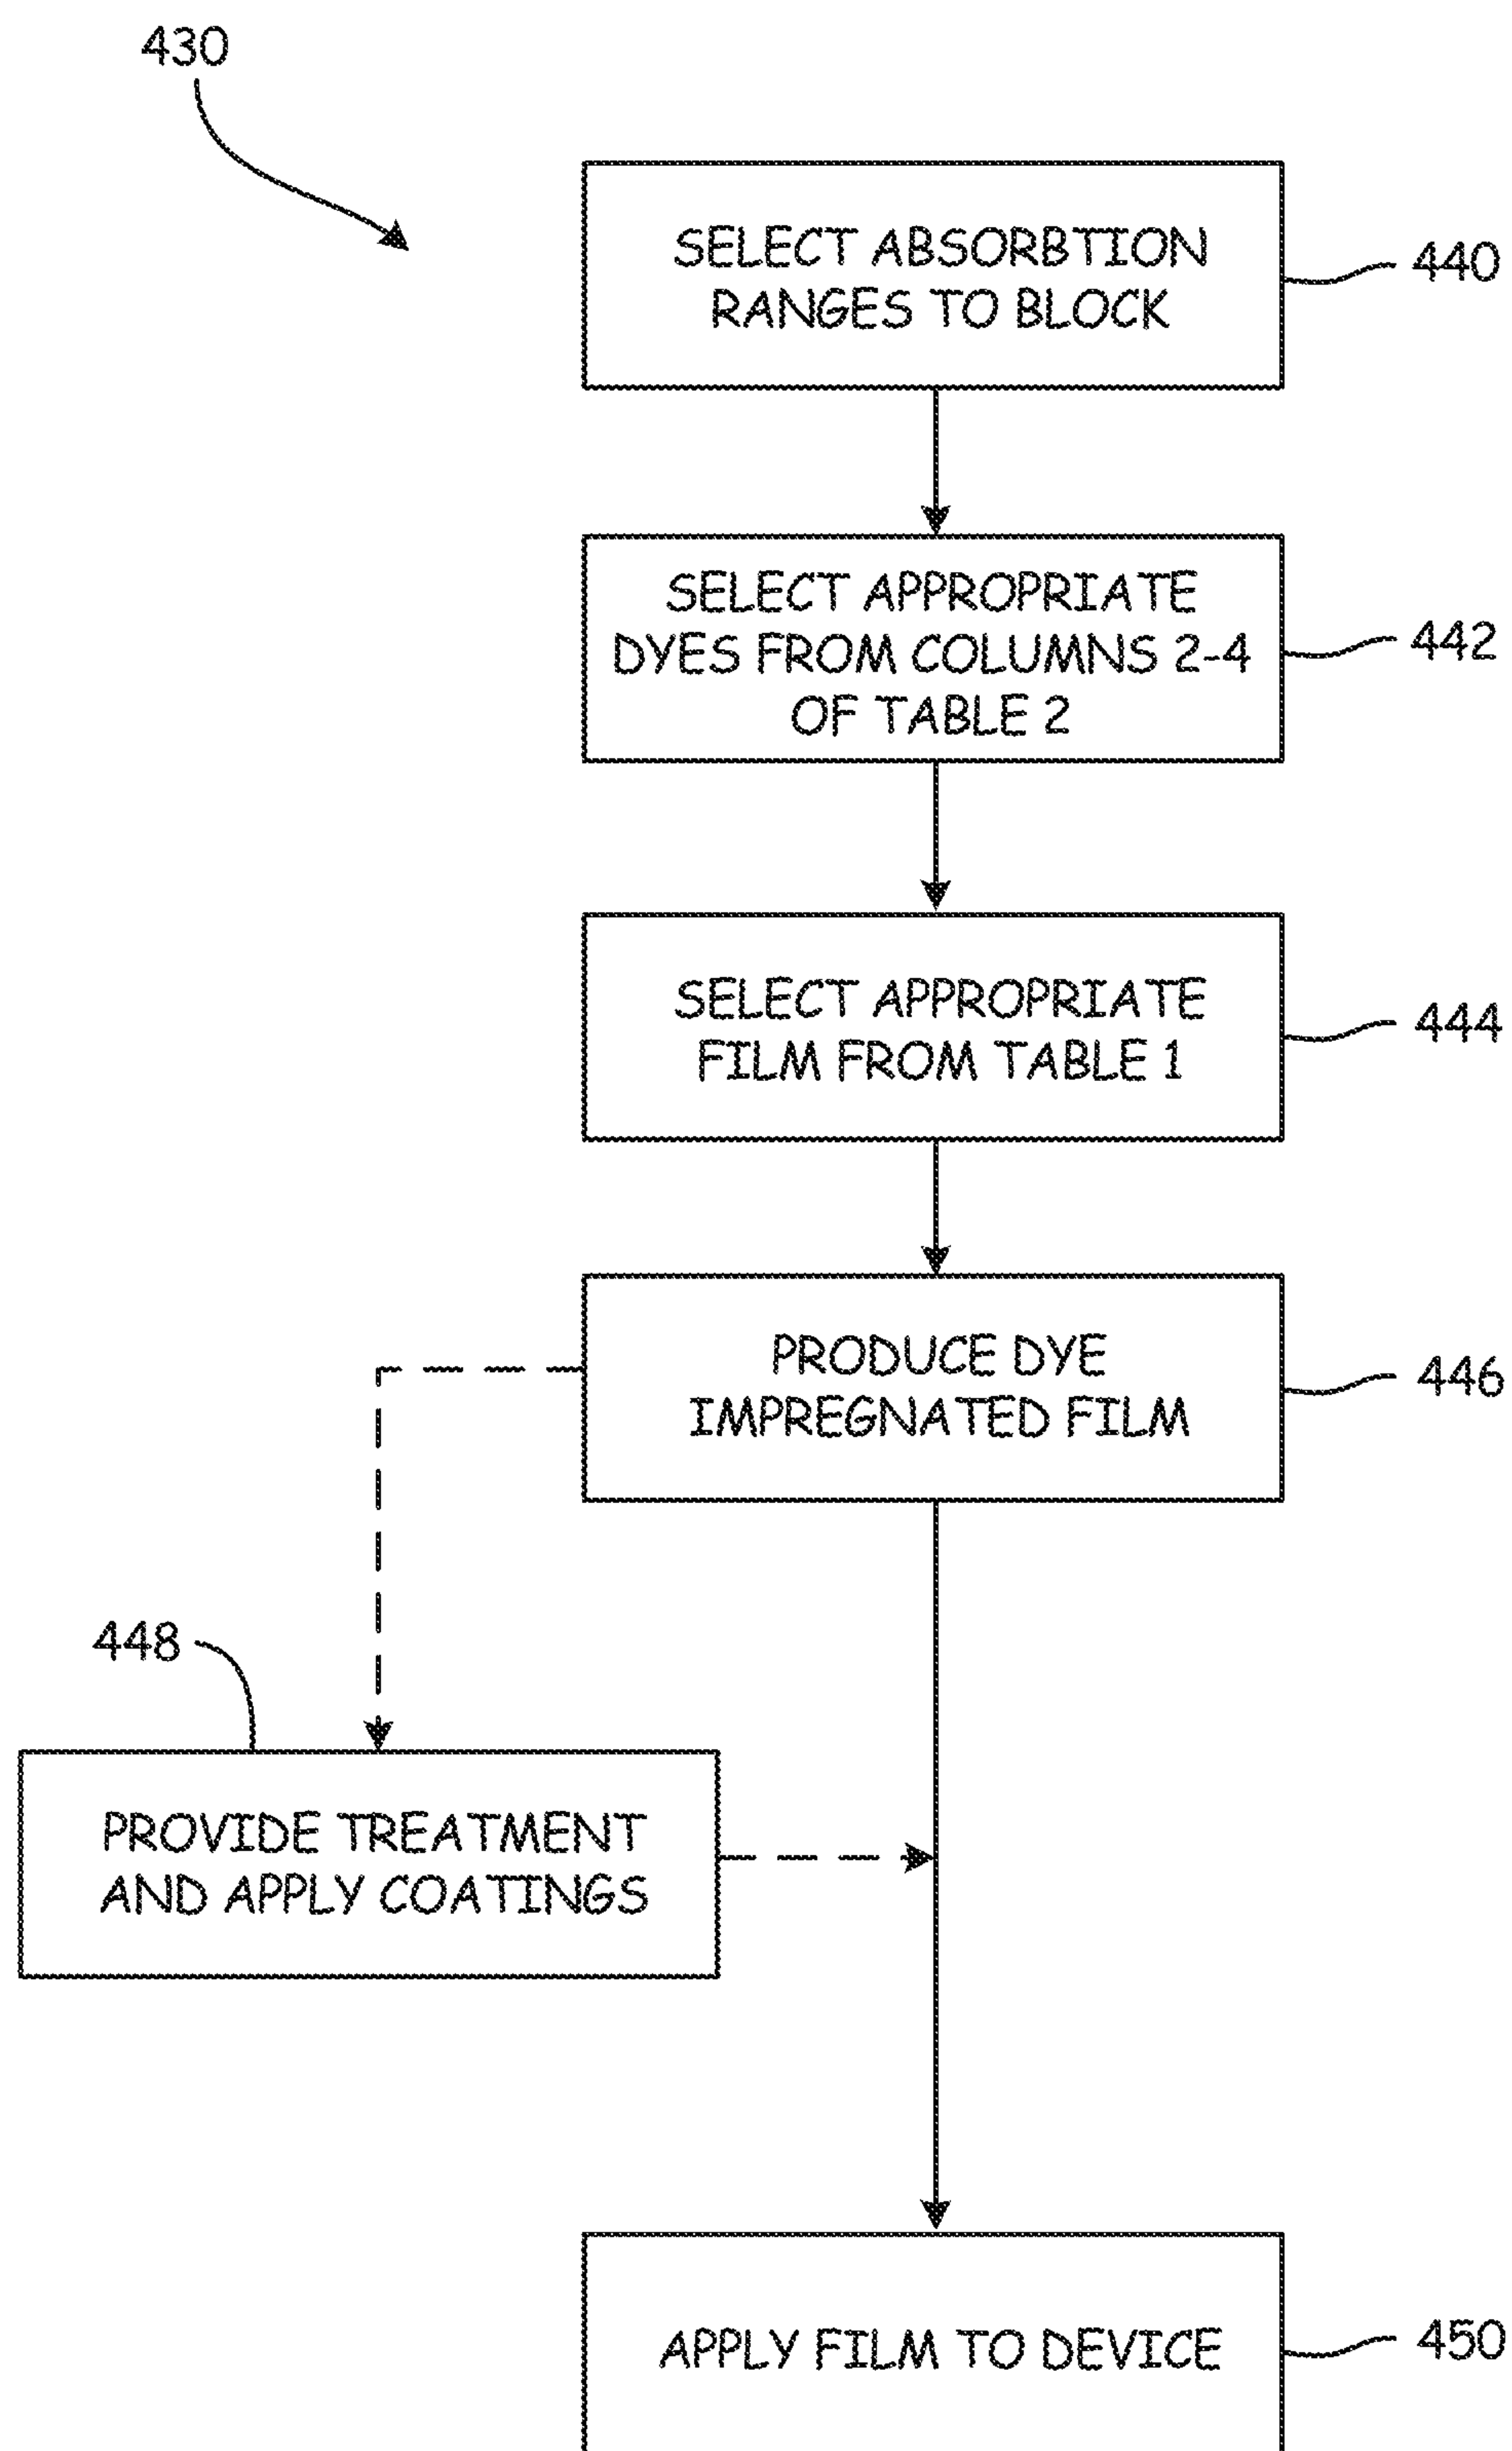 430
SELECT ABSORBTION
RANGES TO BLOCK
440
SELECT APPROPRIATE
DYES FROM COLUMNS 2-4
OF TABLE 2
442
SELECT APPROPRIATE
FILM FROM TABLE 1
444
PRODUCE DYE
IMPREGNATED FILM
446
448
PROVIDE TREATMENT
AND APPLY COATINGS
APPLY FILM TO DEVICE
450